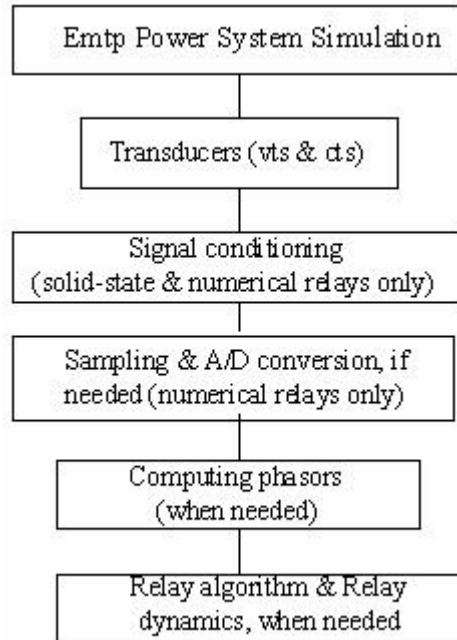 Emtp Power System Simulation
Transducers (vts & cts)
Signal conditioning
(solid-state & numerical relays only)
Sampling & A/D conversion, if
needed (numerical relays only)
Computing phasors
(when needed)
Relay algorithm & Relay
dynamics, when needed